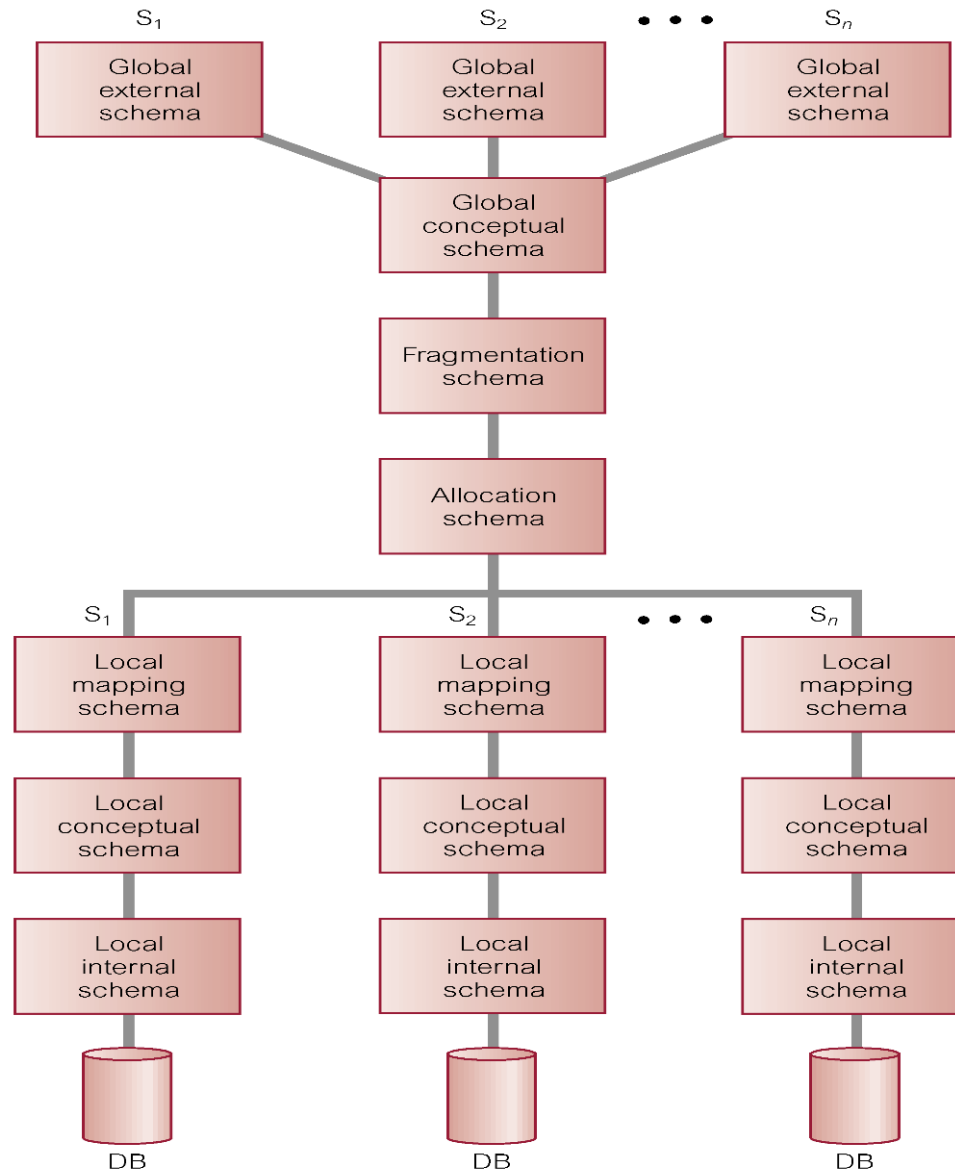 S1 S2 • • • Sn
Global
external
schema
Global
external
schema
Global
external
schema
Global
conceptual
schema
Fragmentation
schema
Allocation
schema
S1 S2 • • • Sn
Local
mapping
schema
Local
mapping
schema
Local
mapping
schema
Local
conceptual
schema
Local
conceptual
schema
Local
conceptual
schema
Local
internal
schema
Local
internal
schema
Local
internal
schema
DB DB DB